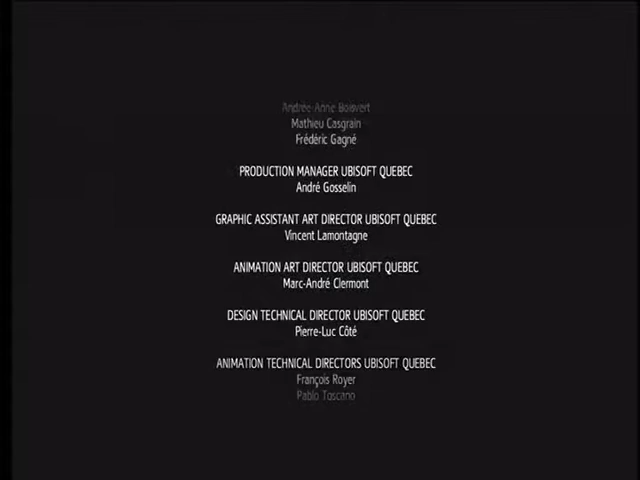 Andrée-Anne Boisvert
Mathieu Casgrain
Frédéric Gagné
PRODUCTION MANAGER UBISOFT QUEBEC
André Gosselin
GRAPHIC ASSISTANT ART DIRECTOR UBISOFT QUEBEC
Vincent Lamontagne
ANIMATION ART DIRECTOR UBISOFT QUEBEC
Marc-André Clermont
DESIGN TECHNICAL DIRECTOR UBISOFT QUEBEC
Pierre-Luc Côté
ANIMATION TECHNICAL DIRECTORS UBISOFT QUEBEC
François Royer
Pablo Toscano